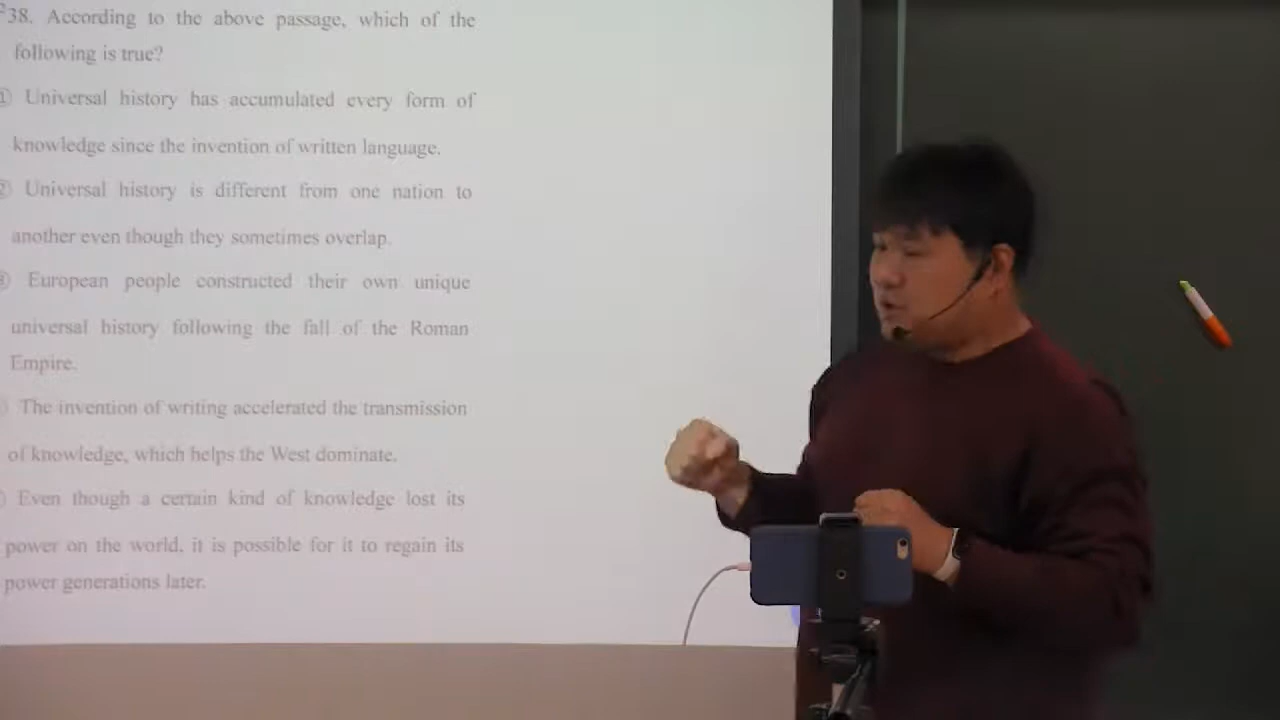 38. According to the above passage, which of the
following is true?
① Universal history has accumulated every form of
knowledge since the invention of written language.
② Universal history is different from one nation to
another even though they sometimes overlap.
③ European people constructed their own unique
universal history following the fall of the Roman
Empire.
The invention of writing accelerated the transmission
of knowledge, which helps the West dominate.
Even though a certain kind of knowledge lost its
power on the world, it is possible for it to regain its
power generations later.